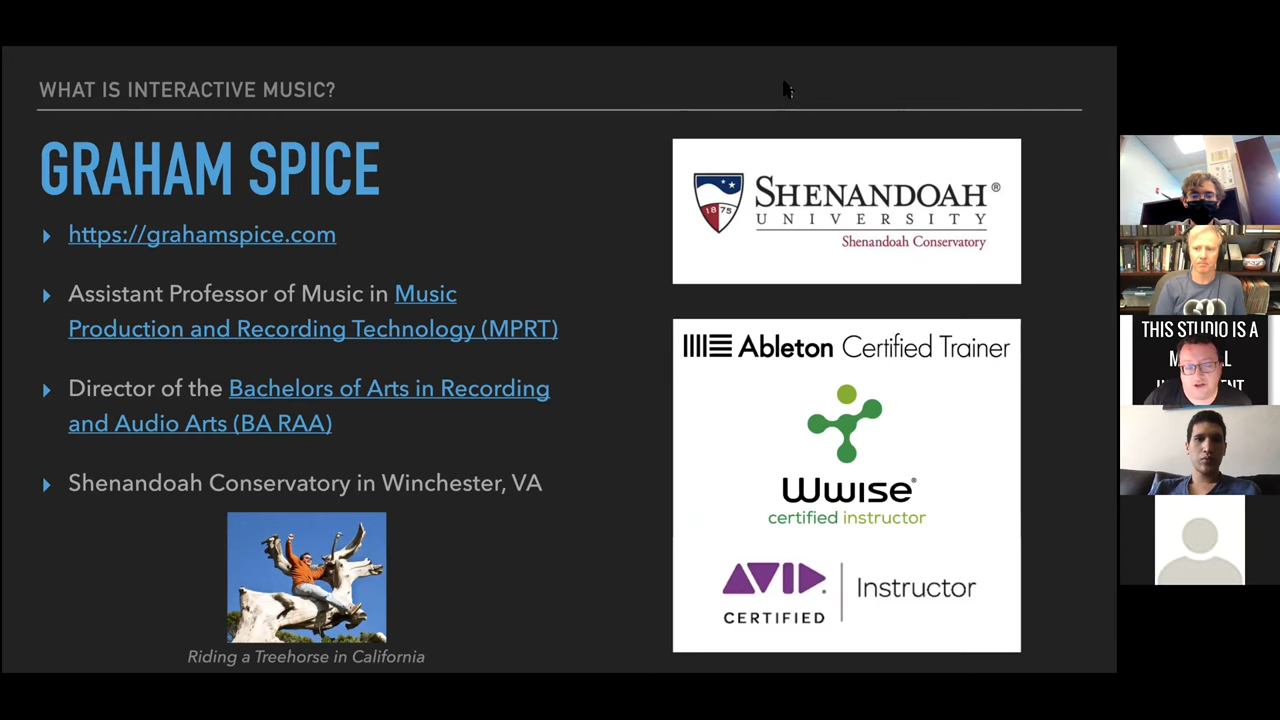 WHAT IS INTERACTIVE MUSIC?
GRAHAM SPICE
https://grahamspice.com
Assistant Professor of Music in Music
Production and Recording Technology (MPRT)
Director of the Bachelors of Arts in Recording
and Audio Arts (BA RAA)
Shenandoah Conservatory in Winchester, VA
Riding a Treehorse in California
1875
SHENANDOAH®
UNIVERSITY
Shenandoah Conservatory
Ableton Certified Trainer
Wwise®
certified instructor
AVID®
CERTIFIED
Instructor
THIS STUDIO IS A